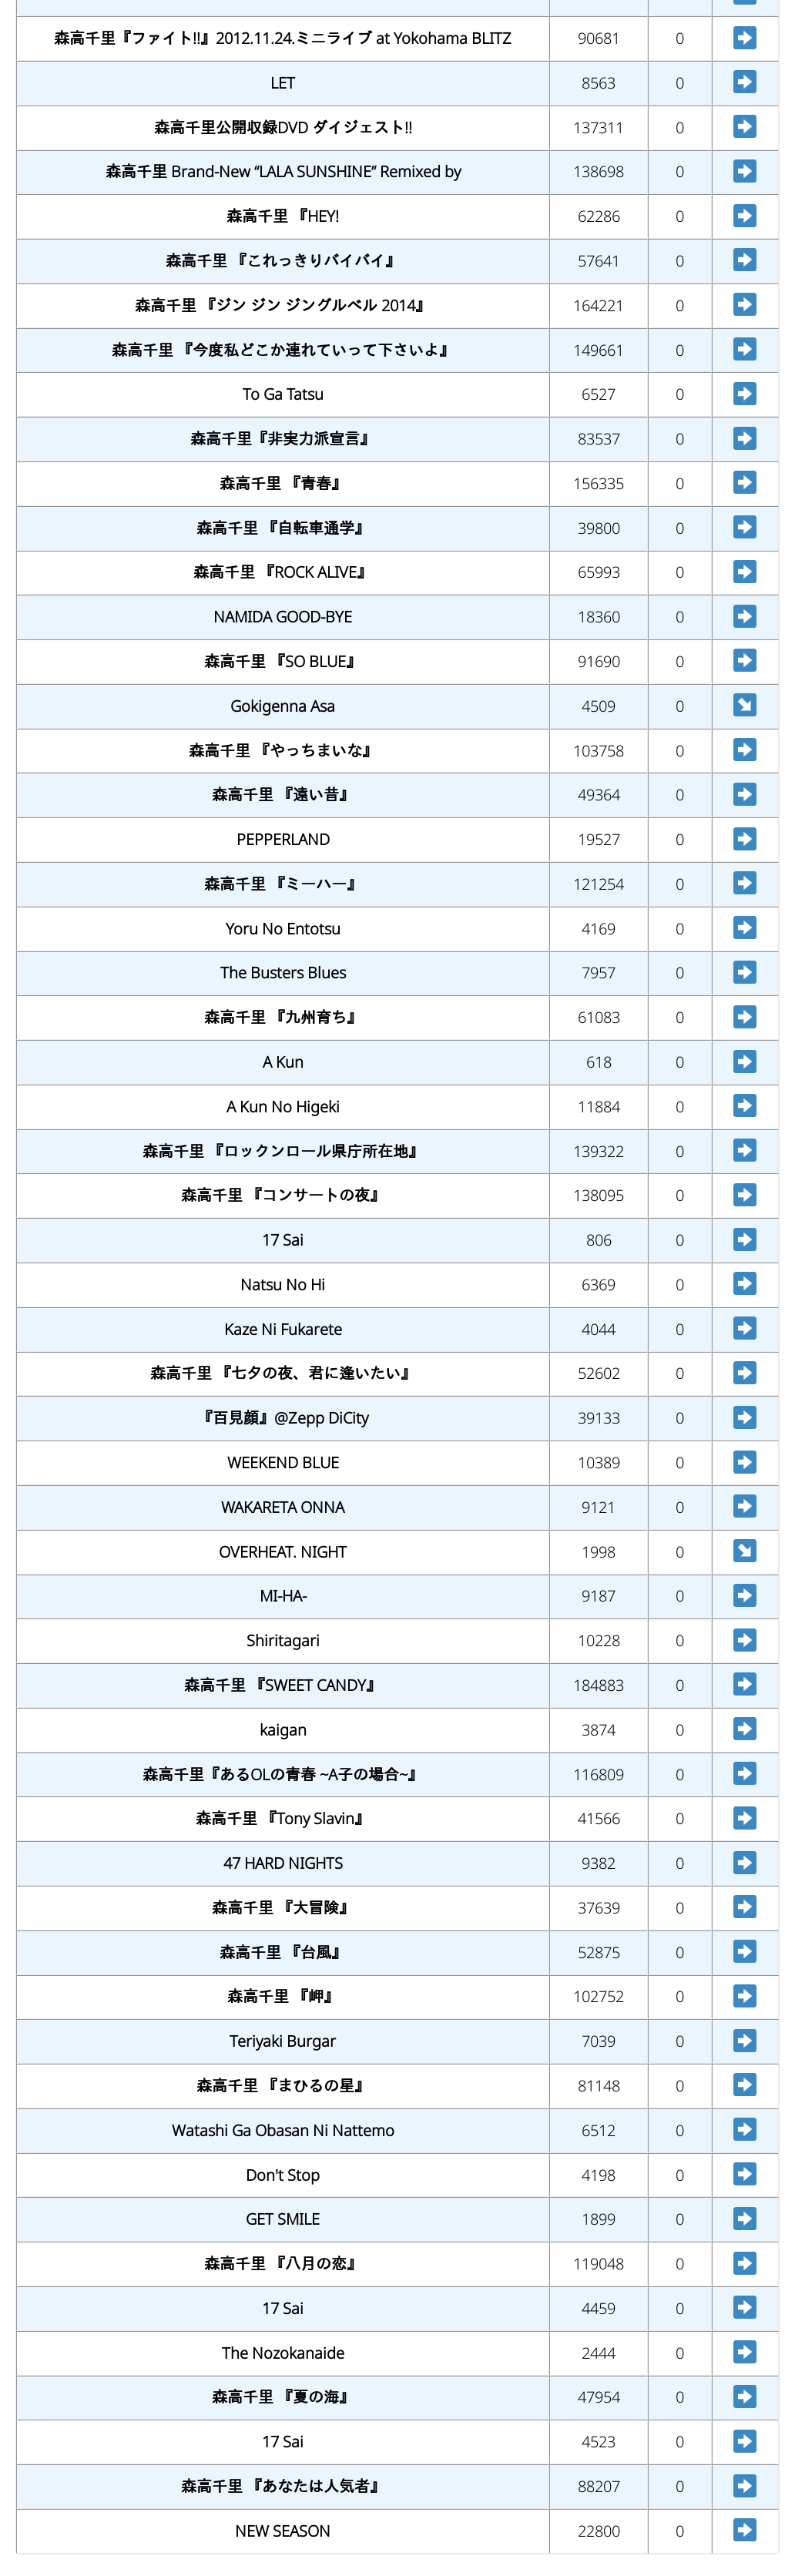 森高千里『ファイト!!』2012.11.24.ミニライブ at Yokohama BLITZ 90681 0
LET 8563 0
森高千里公開収録DVD ダイジェスト!! 137311 0
森高千里 Brand-New “LALA SUNSHINE” Remixed by 138698 0
森高千里 『HEY! 62286 0
森高千里 『これっきりバイバイ』 57641 0
森高千里 『ジン ジン ジングルベル 2014』 164221 0
森高千里 『今度私どこか連れていって下さいよ』 149661 0
To Ga Tatsu 6527 0
森高千里『非実力派宣言』 83537 0
森高千里 『青春』 156335 0
森高千里 『自転車通学』 39800 0
森高千里 『ROCK ALIVE』 65993 0
NAMIDA GOOD-BYE 18360 0
森高千里 『SO BLUE』 91690 0
Gokigenna Asa 4509 0
森高千里 『やっちまいな』 103758 0
森高千里 『遠い昔』 49364 0
PEPPERLAND 19527 0
森高千里 『ミーハー』 121254 0
Yoru No Entotsu 4169 0
The Busters Blues 7957 0
森高千里 『九州育ち』 61083 0
A Kun 618 0
A Kun No Higeki 11884 0
森高千里 『ロックンロール県庁所在地』 139322 0
森高千里 『コンサートの夜』 138095 0
17 Sai 806 0
Natsu No Hi 6369 0
Kaze Ni Fukarete 4044 0
森高千里 『七夕の夜、君に逢いたい』 52602 0
『百見顔』@Zepp DiCity 39133 0
WEEKEND BLUE 10389 0
WAKARETA ONNA 9121 0
OVERHEAT. NIGHT 1998 0
MI-HA- 9187 0
Shiritagari 10228 0
森高千里 『SWEET CANDY』 184883 0
kaigan 3874 0
森高千里『あるOLの青春 ~A子の場合~』 116809 0
森高千里 『Tony Slavin』 41566 0
47 HARD NIGHTS 9382 0
森高千里 『大冒険』 37639 0
森高千里 『台風』 52875 0
森高千里 『岬』 102752 0
Teriyaki Burgar 7039 0
森高千里 『まひるの星』 81148 0
Watashi Ga Obasan Ni Nattemo 6512 0
Don't Stop 4198 0
GET SMILE 1899 0
森高千里 『八月の恋』 119048 0
17 Sai 4459 0
The Nozokanaide 2444 0
森高千里 『夏の海』 47954 0
17 Sai 4523 0
森高千里 『あなたは人気者』 88207 0
NEW SEASON 22800 0